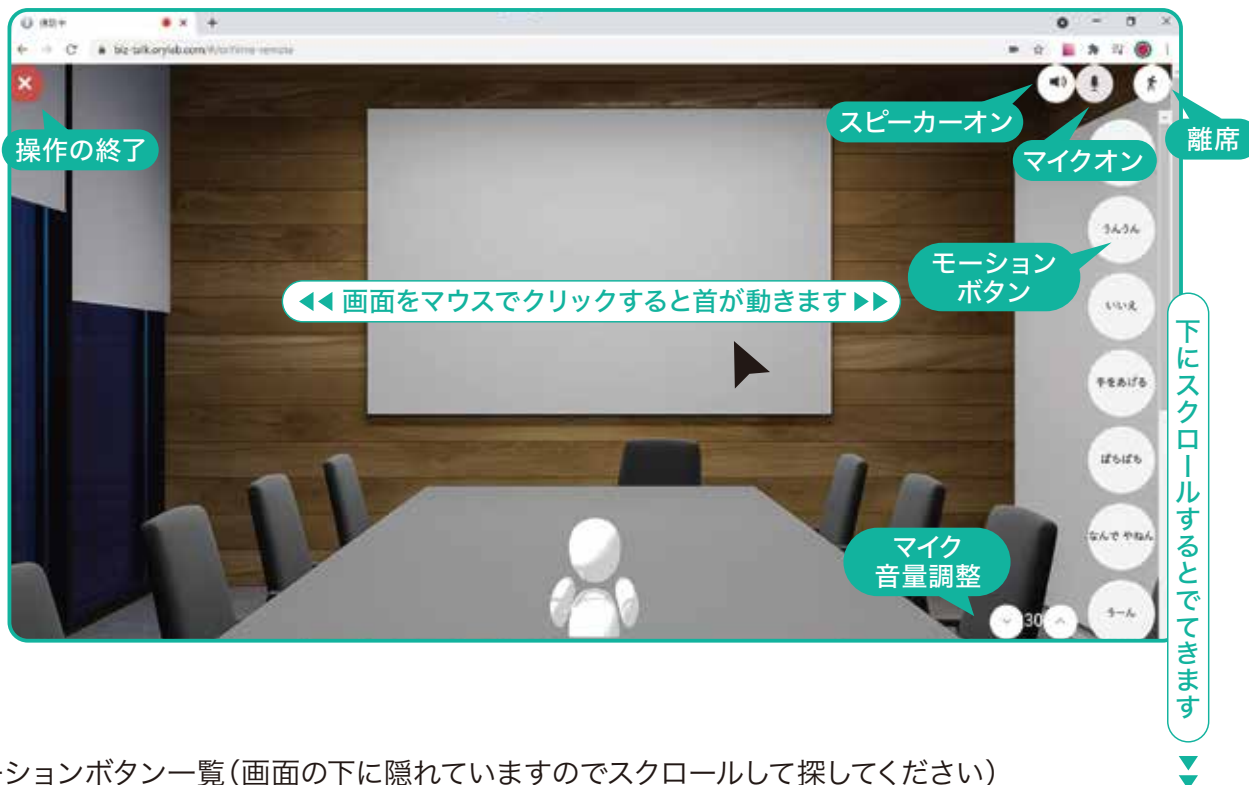 biz-talk.orylab.com
操作の終了
スピーカーオン
マイクオン
離席
うんうん
モーション
ボタン
いいえ
◀◀ 画面をマウスでクリックすると首が動きます ▶▶
手をあげる
ぱちぱち
なんで やねん
マイク
音量調整
30
うーん
下にスクロールするとでてきます
ーションボタン一覧（画面の下に隠れていますのでスクロールして探してください）